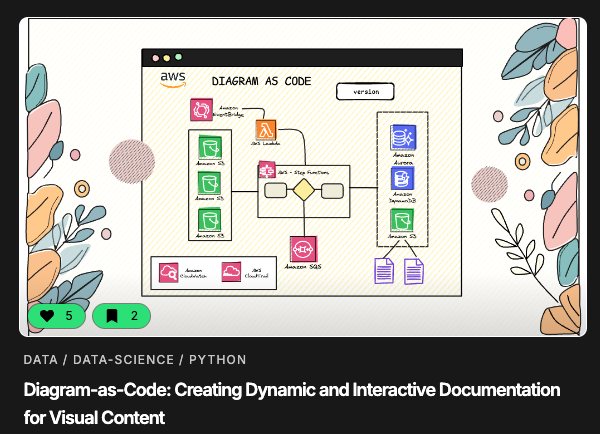 aws
DIAGRAM AS CODE
version
Amazon
EventBridge
AWS Lambda
Amazon S3
Amazon S3
Amazon S3
AWS - Step Functions
Amazon
Aurora
Amazon
DynamoDB
Amazon S3
Amazon SQS
Amazon
CloudWatch
AWS
CloudTrail
5
2
DATA / DATA-SCIENCE / PYTHON
Diagram-as-Code: Creating Dynamic and Interactive Documentation
for Visual Content